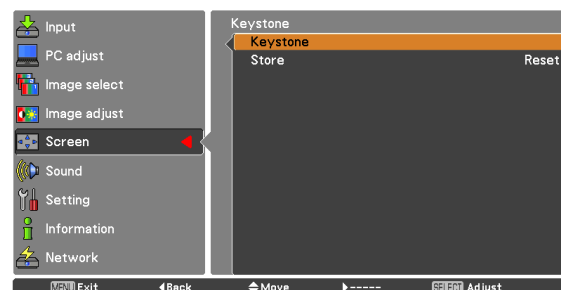 Input
PC adjust
Image select
Image adjust
Screen
Sound
Setting
Information
Network
Keystone
Keystone
Store Reset
MENU Exit ◀Back ◆Move ▶----- SELECT Adjust